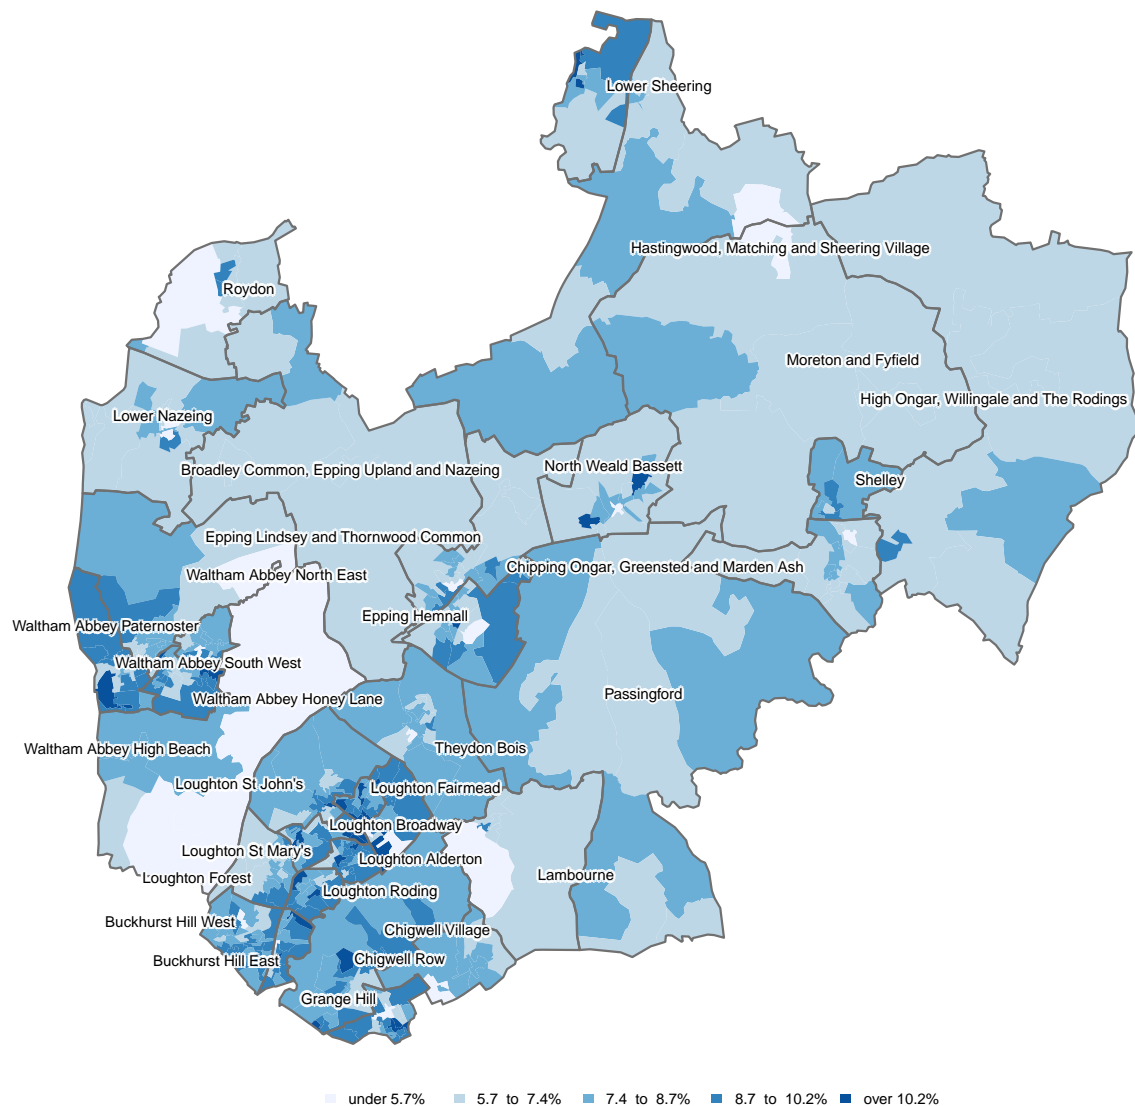 Lower Sheering
Hastingwood, Matching and Sheering Village
Roydon
Moreton and Fyfield
High Ongar, Willingale and The Rodings
Lower Nazeing
Broadley Common, Epping Upland and Nazeing
North Weald Bassett
Shelley
Epping Lindsey and Thornwood Common
Chipping Ongar, Greensted and Marden Ash
Waltham Abbey North East
Epping Hemnall
Waltham Abbey Paternoster
Waltham Abbey South West
Passingford
Waltham Abbey Honey Lane
Waltham Abbey High Beach
Theydon Bois
Loughton St John's
Loughton Fairmead
Loughton Broadway
Loughton St Mary's
Loughton Alderton
Lambourne
Loughton Forest
Loughton Roding
Buckhurst Hill West
Chigwell Village
Buckhurst Hill East
Chigwell Row
Grange Hill
under 5.7% 5.7 to 7.4% 7.4 to 8.7% 8.7 to 10.2% over 10.2%